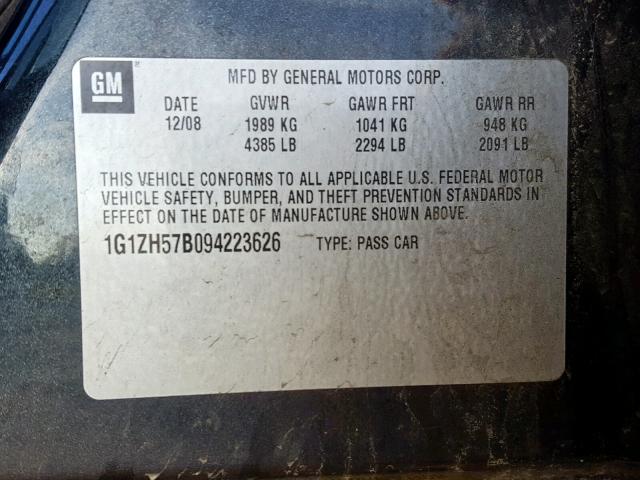 GM
MFD BY GENERAL MOTORS CORP.
DATE GVWR GAWR FRT GAWR RR
12/08 1989 KG 1041 KG 948 KG
4385 LB 2294 LB 2091 LB
THIS VEHICLE CONFORMS TO ALL APPLICABLE U.S. FEDERAL MOTOR
VEHICLE SAFETY, BUMPER, AND THEFT PREVENTION STANDARDS IN
EFFECT ON THE DATE OF MANUFACTURE SHOWN ABOVE.
1G1ZH57B094223626 TYPE: PASS CAR